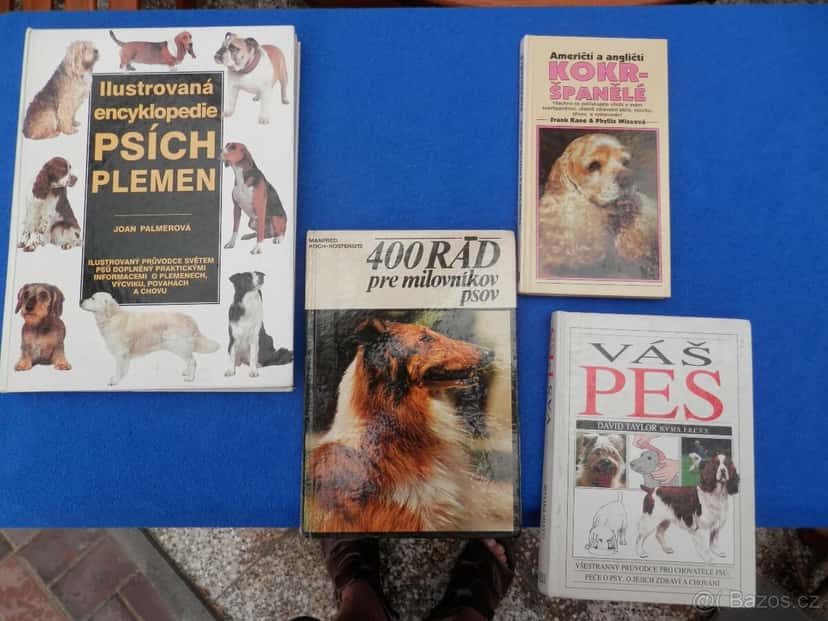 Ilustrovaná
encyklopedie
PSÍCH
PLEMEN
JOAN PALMEROVÁ
ILUSTROVANÝ PRŮVODCE SVĚTEM
PSŮ DOPLNĚNÝ PRAKTICKÝMI
INFORMACEMI O PLEMENECH,
VÝCVIKU, POVAHÁCH
A CHOVU
Američtí a angličtí
KOKR-
ŠPANĚLÉ
Frank Kane & Phyllis Wiseová
MANFRED
KOCH-KOSTERSITZ
400 RÁD
pre milovníkov
psov
VÁŠ
PES
DAVID TAYLOR B.V.M.S. F.R.C.V.S.
VŠESTRANNÝ PRŮVODCE PRO CHOVATELE PSŮ:
PÉČE O PSY, O JEJICH ZDRAVÍ A CHOVÁNÍ
VÁŠ
Bazos.cz